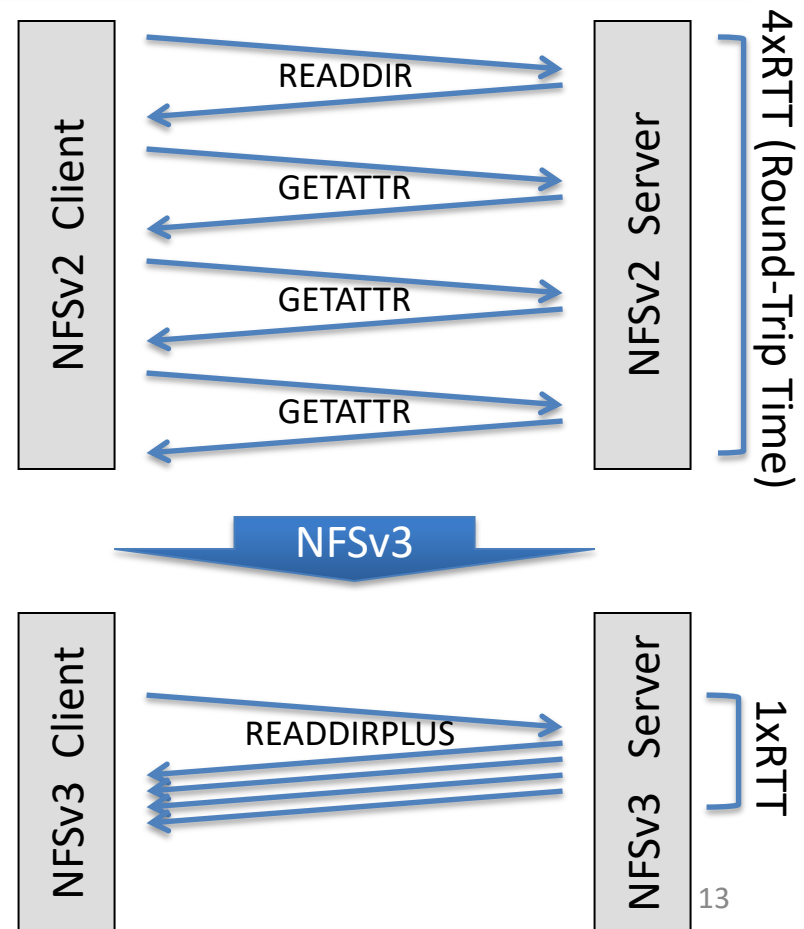 NFSv2 Client
READDIR
GETATTR
GETATTR
GETATTR
NFSv2 Server
4xRTT (Round-Trip Time)
NFSv3
NFSv3 Client
READDIRPLUS
NFSv3 Server
1xRTT
13